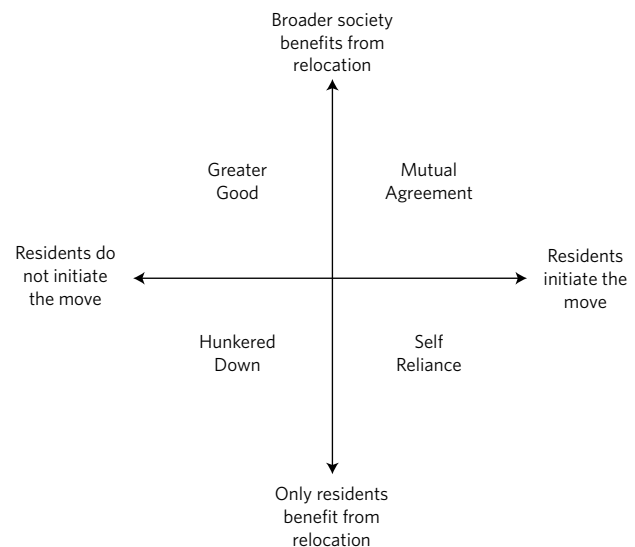 Broader society
benefits from
relocation
Greater
Good
Mutual
Agreement
Residents do
not initiate
the move
Residents
initiate the
move
Hunkered
Down
Self
Reliance
Only residents
benefit from
relocation